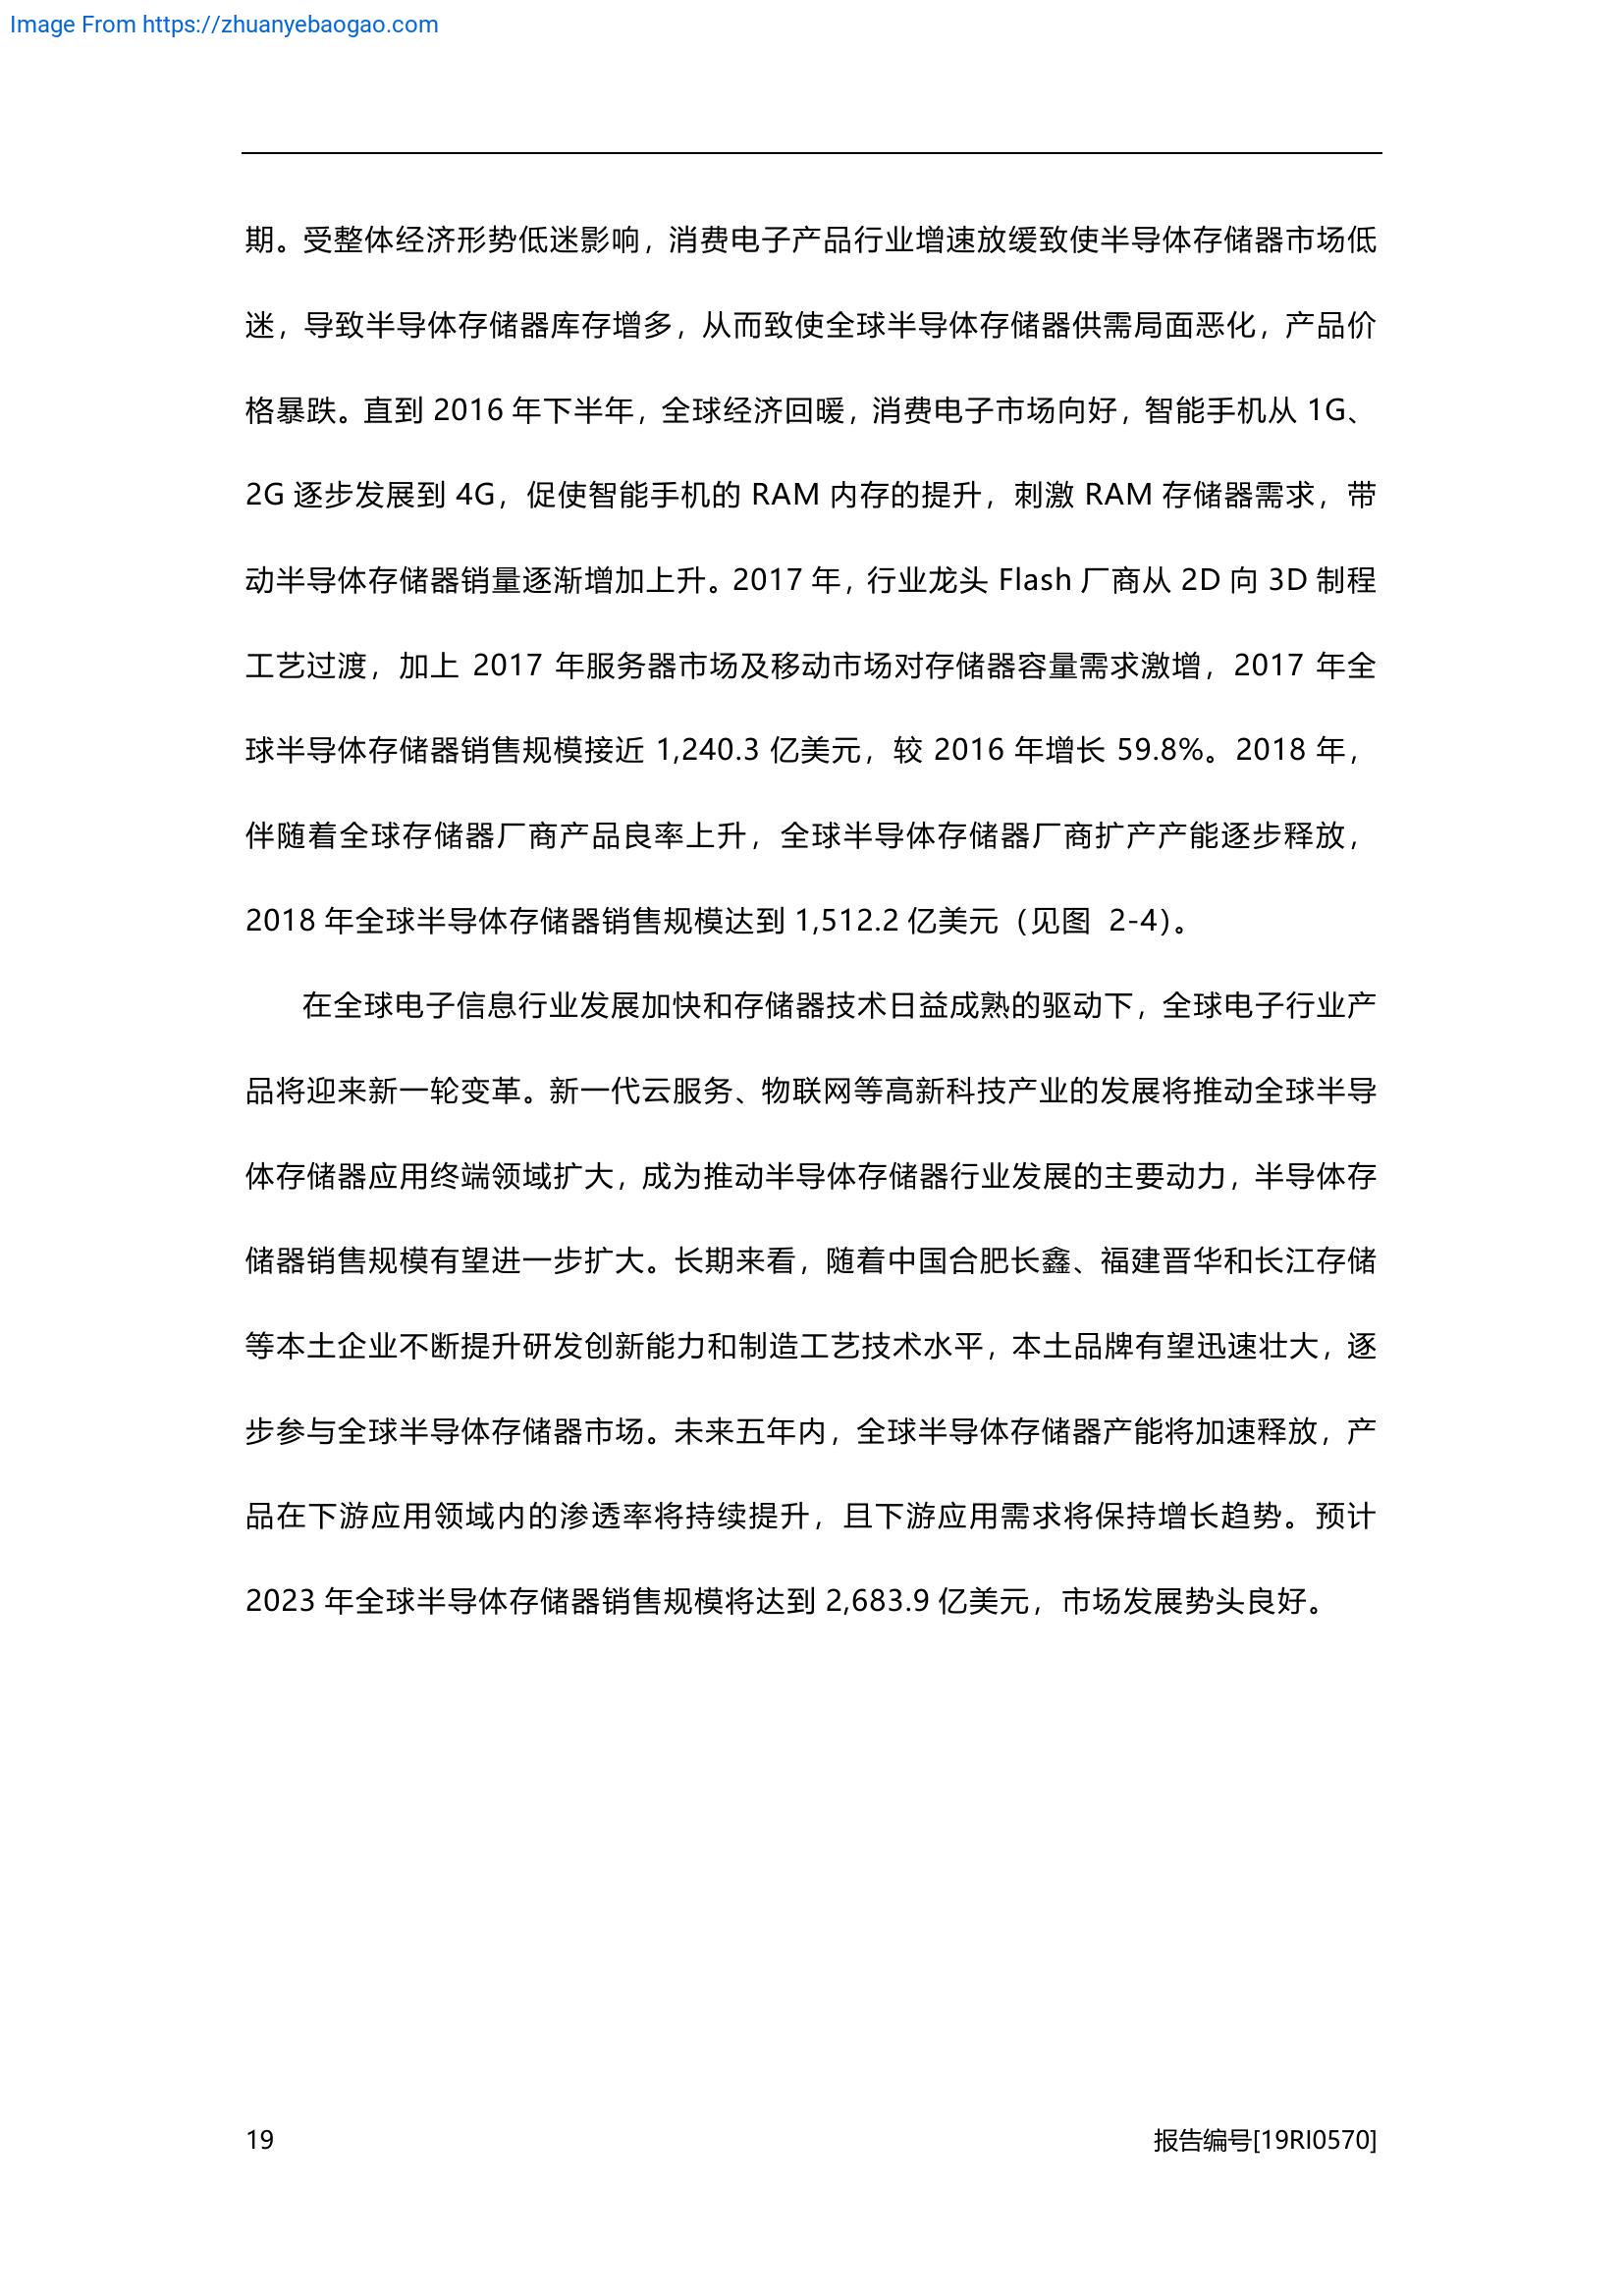 Image From https://zhuanyebaogao.com
期。受整体经济形势低迷影响，消费电子产品行业增速放缓致使半导体存储器市场低
迷，导致半导体存储器库存增多，从而致使全球半导体存储器供需局面恶化，产品价
格暴跌。直到 2016 年下半年，全球经济回暖，消费电子市场向好，智能手机从 1G、
2G 逐步发展到 4G，促使智能手机的 RAM 内存的提升，刺激 RAM 存储器需求，带
动半导体存储器销量逐渐增加上升。2017 年，行业龙头 Flash 厂商从 2D 向 3D 制程
工艺过渡，加上 2017 年服务器市场及移动市场对存储器容量需求激增，2017 年全
球半导体存储器销售规模接近 1,240.3 亿美元，较 2016 年增长 59.8%。2018 年，
伴随着全球存储器厂商产品良率上升，全球半导体存储器厂商扩产产能逐步释放，
2018 年全球半导体存储器销售规模达到 1,512.2 亿美元（见图 2-4）。
在全球电子信息行业发展加快和存储器技术日益成熟的驱动下，全球电子行业产
品将迎来新一轮变革。新一代云服务、物联网等高新科技产业的发展将推动全球半导
体存储器应用终端领域扩大，成为推动半导体存储器行业发展的主要动力，半导体存
储器销售规模有望进一步扩大。长期来看，随着中国合肥长鑫、福建晋华和长江存储
等本土企业不断提升研发创新能力和制造工艺技术水平，本土品牌有望迅速壮大，逐
步参与全球半导体存储器市场。未来五年内，全球半导体存储器产能将加速释放，产
品在下游应用领域内的渗透率将持续提升，且下游应用需求将保持增长趋势。预计
2023 年全球半导体存储器销售规模将达到 2,683.9 亿美元，市场发展势头良好。
19 报告编号[19RI0570]